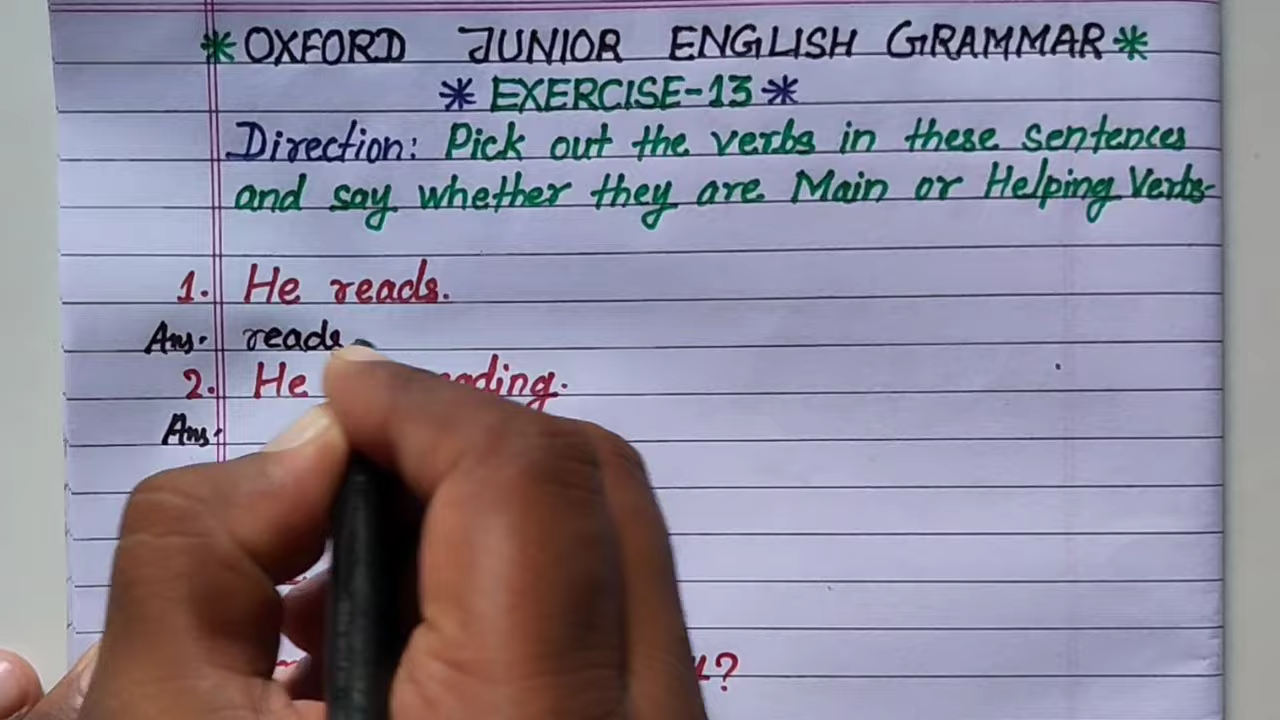 *OXFORD JUNIOR ENGLISH GRAMMAR*
* EXERCISE-13 *
Direction: Pick out the verbs in these sentences
and say whether they are Main or Helping Verbs-
1. He reads.
Ans. reads
2. He
Ans.
?